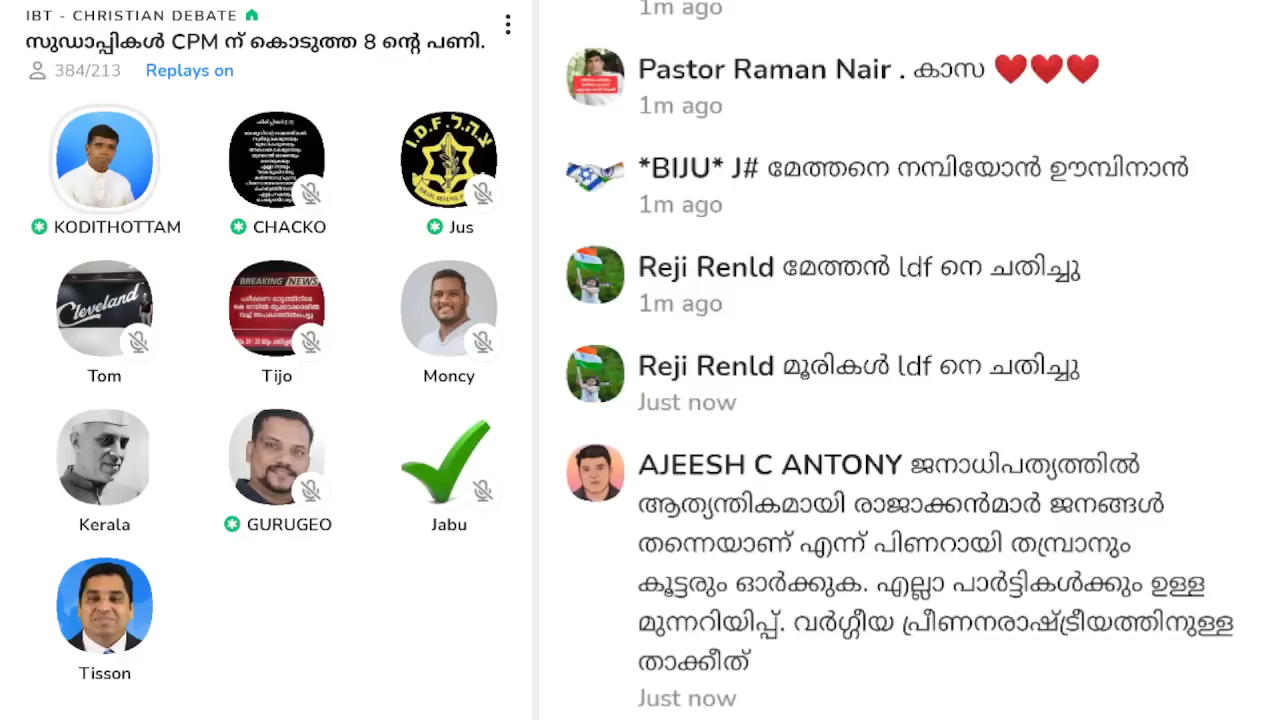 IBT - CHRISTIAN DEBATE
സുഡാപ്പികൾ CPM ന് കൊടുത്ത 8 ന്റെ പണി.
384/213 Replays on
KODITHOTTAM
CHACKO
I.D.F. צ.ה.ל
Jus
Cleveland
Tom
BREAKING NEWS
Tijo
Moncy
Kerala
GURUGEO
Jabu
Tisson
1m ago
Pastor Raman Nair . കാസ ❤️❤️❤️
1m ago
*BIJU* J# മേത്തനെ നമ്പിയോൻ ഊമ്പിനാൻ
1m ago
Reji Renld മേത്തൻ ldf നെ ചതിച്ചു
1m ago
Reji Renld മൂരികൾ ldf നെ ചതിച്ചു
Just now
AJEESH C ANTONY ജനാധിപത്യത്തിൽ
ആത്യന്തികമായി രാജാക്കൻമാർ ജനങ്ങൾ
തന്നെയാണ് എന്ന് പിണറായി തമ്പ്രാനും
കൂട്ടരും ഓർക്കുക. എല്ലാ പാർട്ടികൾക്കും ഉള്ള
മുന്നറിയിപ്പ്. വർഗ്ഗീയ പ്രീണനരാഷ്ട്രീയത്തിനുള്ള
താക്കീത്
Just now